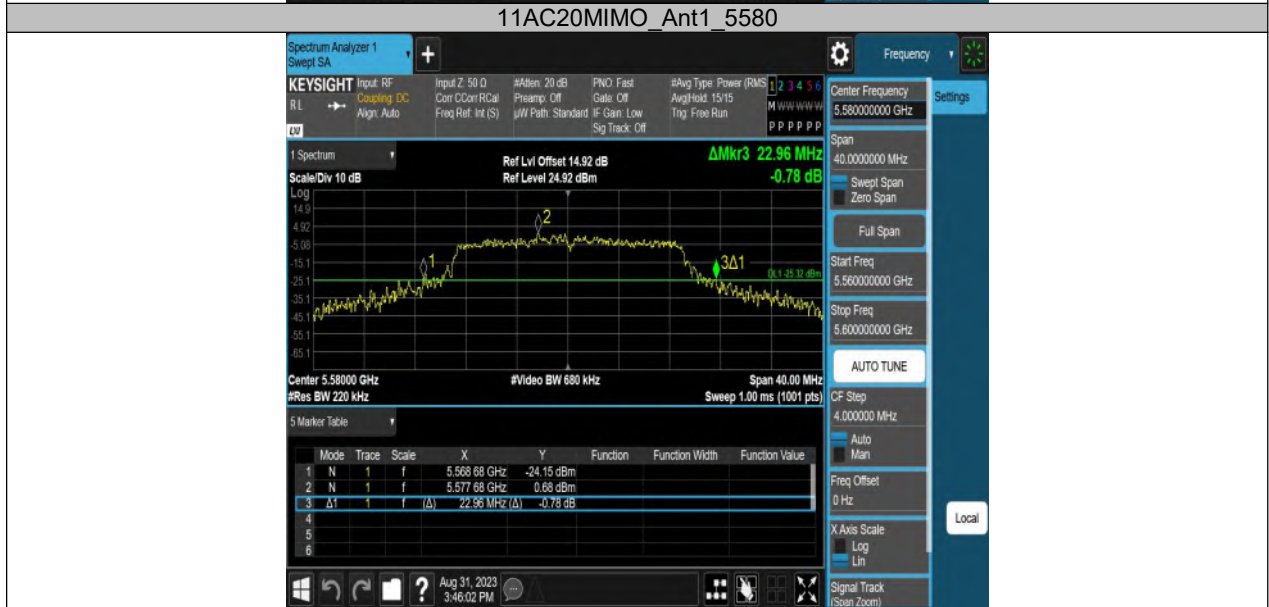 11AC20MIMO_Ant1_5580
Spectrum Analyzer 1
Swept SA
+
Frequency
KEYSIGHT
RL
LXI
Input: RF
Coupling: DC
Align: Auto
Input Z: 50 Ω
Corr CCorr RCal
Freq Ref: Int (S)
#Atten: 20 dB
Preamp: Off
μW Path: Standard
PNO: Fast
Gate: Off
IF Gain: Low
Sig Track: Off
#Avg Type: Power (RMS
Avg|Hold: 15/15
Trig: Free Run
1 2 3 4 5 6
M W W W W W
P P P P P P
1 Spectrum
Scale/Div 10 dB
Ref Lvl Offset 14.92 dB
Ref Level 24.92 dBm
ΔMkr3 22.96 MHz
-0.78 dB
Log
14.9
4.92
-5.08
-15.1
-25.1
-35.1
-45.1
-55.1
-65.1
1
2
3Δ1
DL1 -25.32 dBm
Center 5.58000 GHz
#Video BW 680 kHz
Span 40.00 MHz
#Res BW 220 kHz
Sweep 1.00 ms (1001 pts)
5 Marker Table
Mode Trace Scale X Y Function Function Width Function Value
1 N 1 f 5.568 68 GHz -24.15 dBm
2 N 1 f 5.577 68 GHz 0.68 dBm
3 Δ1 1 f (Δ) 22.96 MHz (Δ) -0.78 dB
4
5
6
?
Aug 31, 2023
3:46:02 PM
Center Frequency
5.580000000 GHz
Span
40.0000000 MHz
Swept Span
Zero Span
Full Span
Start Freq
5.560000000 GHz
Stop Freq
5.600000000 GHz
AUTO TUNE
CF Step
4.000000 MHz
Auto
Man
Freq Offset
0 Hz
X Axis Scale
Log
Lin
Signal Track
(Span Zoom)
Settings
Local